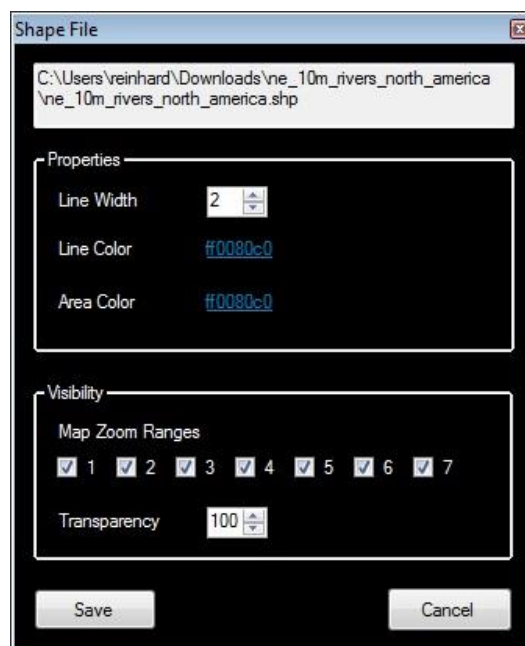 Shape File
C:\Users\reinhard\Downloads\ne_10m_rivers_north_america
\ne_10m_rivers_north_america.shp
Properties
Line Width 2
Line Color ff0080c0
Area Color ff0080c0
Visibility
Map Zoom Ranges
1 2 3 4 5 6 7
Transparency 100
Save Cancel